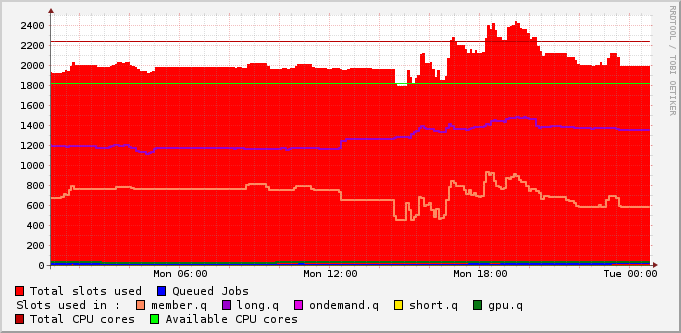 RRDTOOL / TOBI OETIKER
2400
2200
2000
1800
1600
1400
1200
1000
800
600
400
200
0
Mon 06:00 Mon 12:00 Mon 18:00 Tue 00:00
Total slots used Queued Jobs
Slots used in : member.q long.q ondemand.q short.q gpu.q
Total CPU cores Available CPU cores